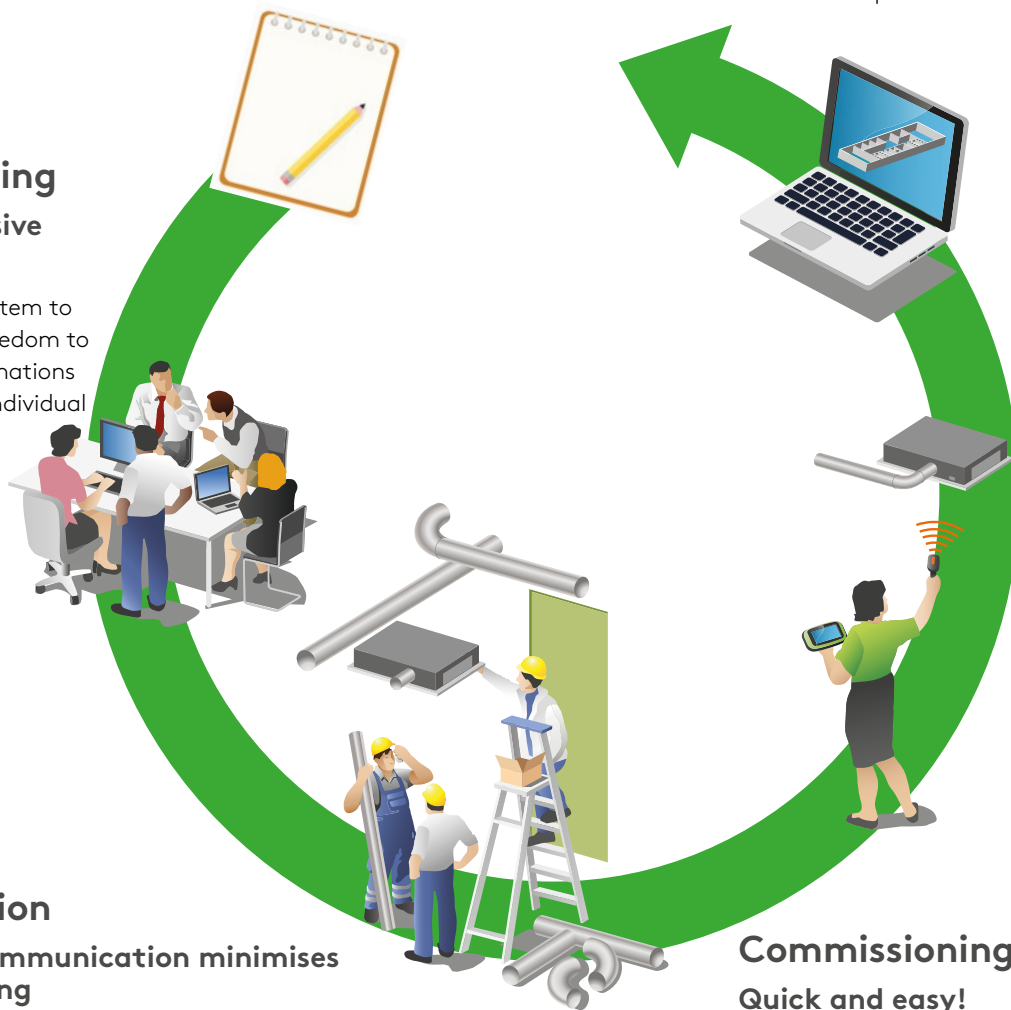 ing
sive
tem to
edom to
nations
ndividual
ion
mmunication minimises
ng
Commissioning
Quick and easy!